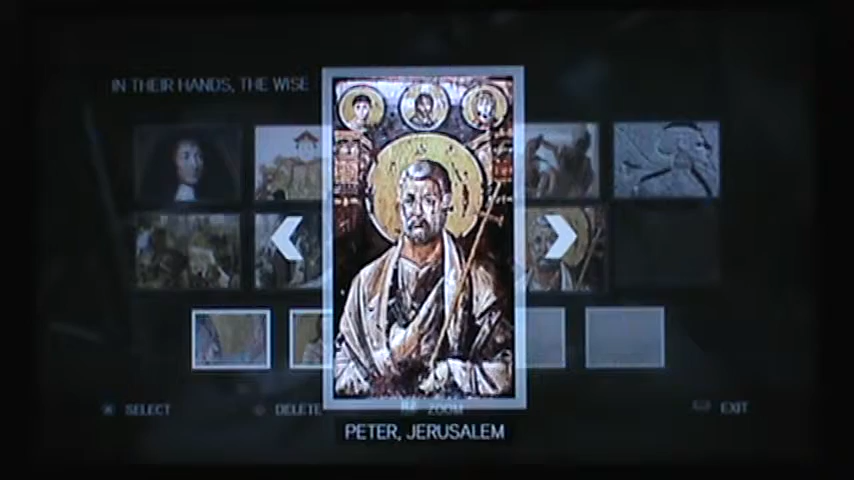 IN THEIR HANDS, THE WISE
SELECT
DELETE
ZOOM
EXIT
PETER, JERUSALEM